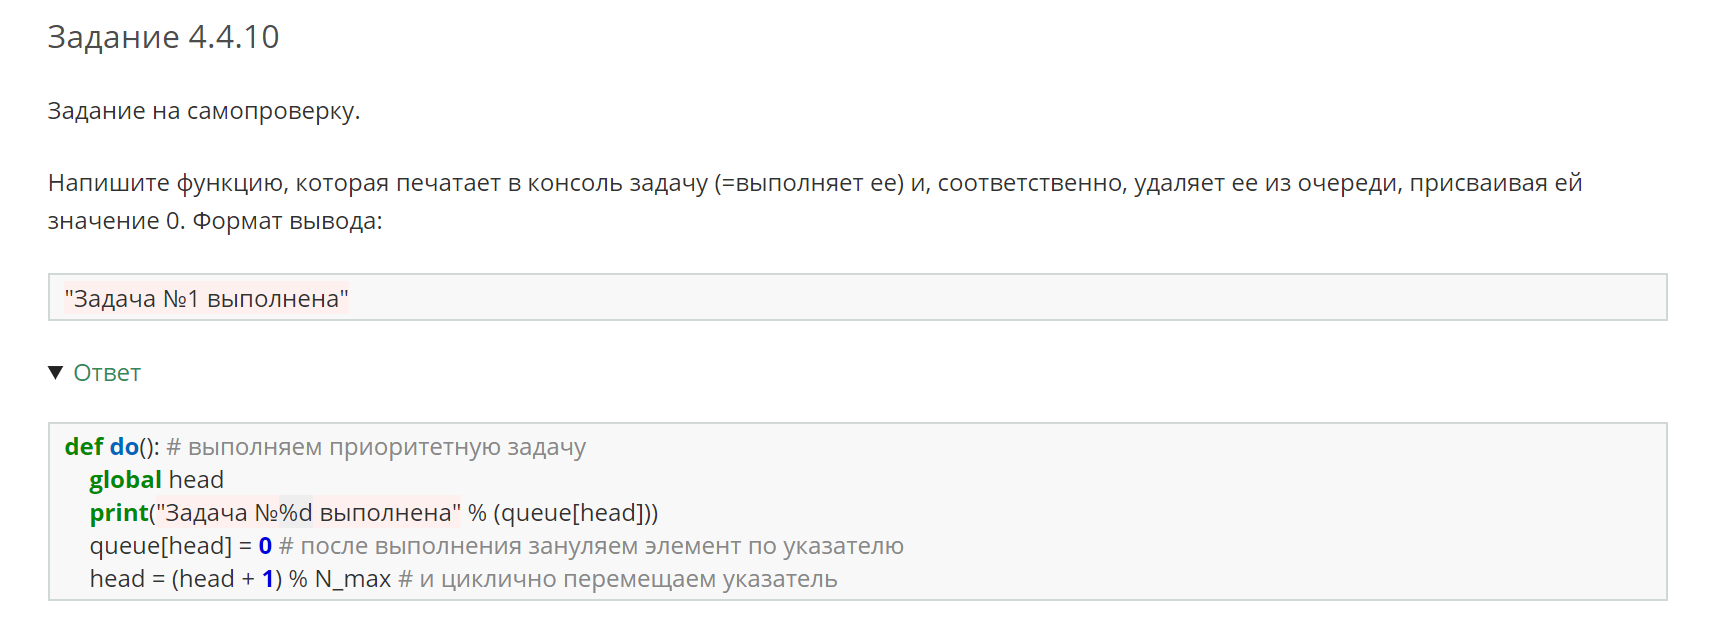 Задание 4.4.10
Задание на самопроверку.
Напишите функцию, которая печатает в консоль задачу (=выполняет ее) и, соответственно, удаляет ее из очереди, присваивая ей
значение 0. Формат вывода:
"Задача №1 выполнена"
▼ Ответ
def do(): # выполняем приоритетную задачу
    global head
    print("Задача №%d выполнена" % (queue[head]))
    queue[head] = 0 # после выполнения зануляем элемент по указателю
    head = (head + 1) % N_max # и циклично перемещаем указатель